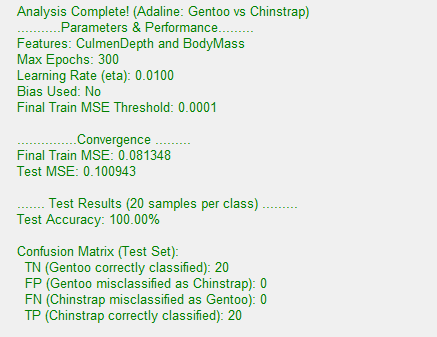 Analysis Complete! (Adaline: Gentoo vs Chinstrap)
...........Parameters & Performance.........
Features: CulmenDepth and BodyMass
Max Epochs: 300
Learning Rate (eta): 0.0100
Bias Used: No
Final Train MSE Threshold: 0.0001
...............Convergence .........
Final Train MSE: 0.081348
Test MSE: 0.100943
....... Test Results (20 samples per class) .........
Test Accuracy: 100.00%
Confusion Matrix (Test Set):
TN (Gentoo correctly classified): 20
FP (Gentoo misclassified as Chinstrap): 0
FN (Chinstrap misclassified as Gentoo): 0
TP (Chinstrap correctly classified): 20